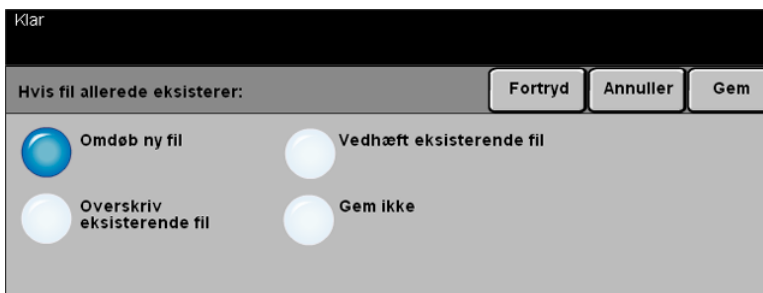 Klar
Hvis fil allerede eksisterer:
Fortryd
Annuller
Gem
Omdøb ny fil
Vedhæft eksisterende fil
Overskriv
eksisterende fil
Gem ikke